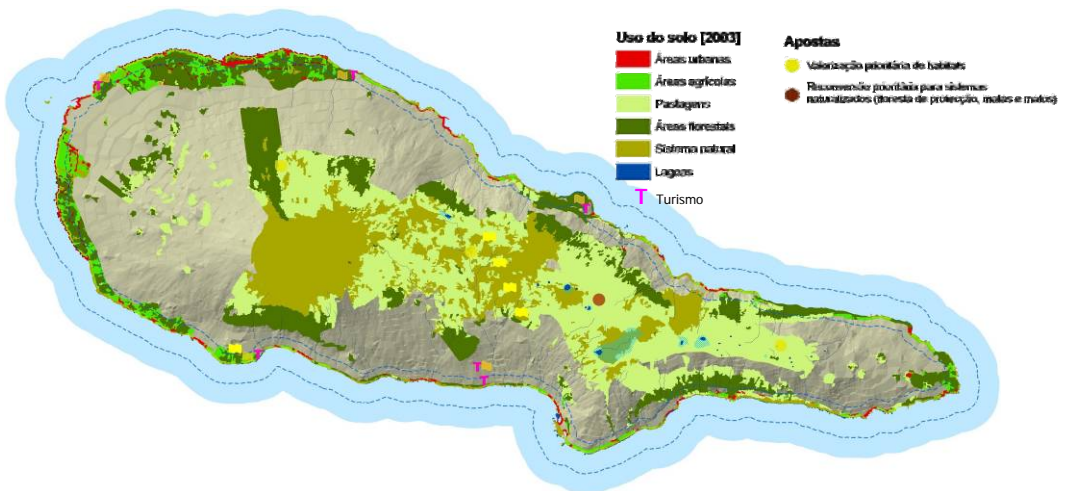 Uso do solo [2003]
Áreas urbanas
Áreas agrícolas
Pastagens
Áreas florestais
Sistema natural
Lagoas
T Turismo
Apostas
Valorização prioritária de habitats
Reconversão prioritária para sistemas
naturalizados (floresta de protecção, matas e matos)
T
T
T
T
T
T